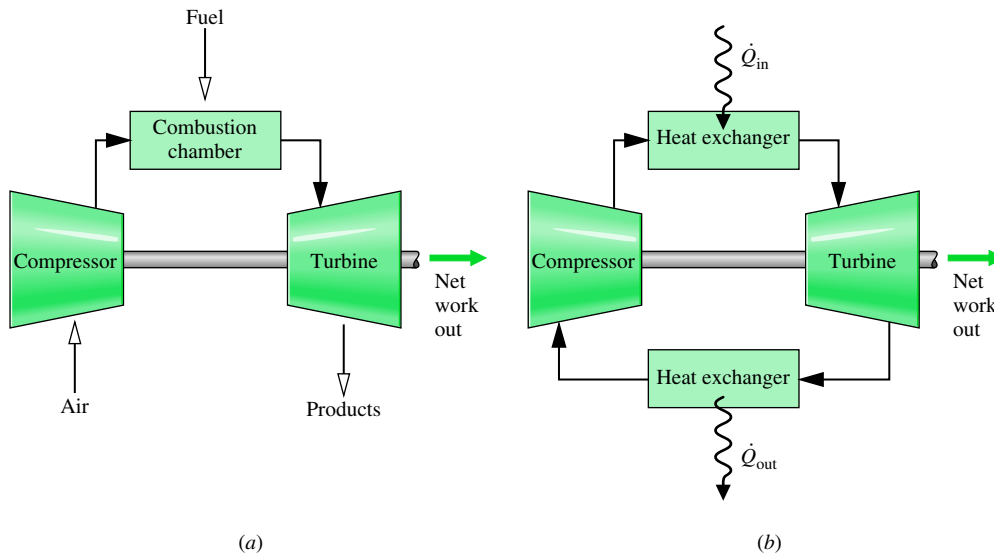 Fuel
Combustion
chamber
Compressor
Turbine
Net
work
out
Air
Products
(a)
Q̇in
Heat exchanger
Compressor
Turbine
Net
work
out
Heat exchanger
Q̇out
(b)